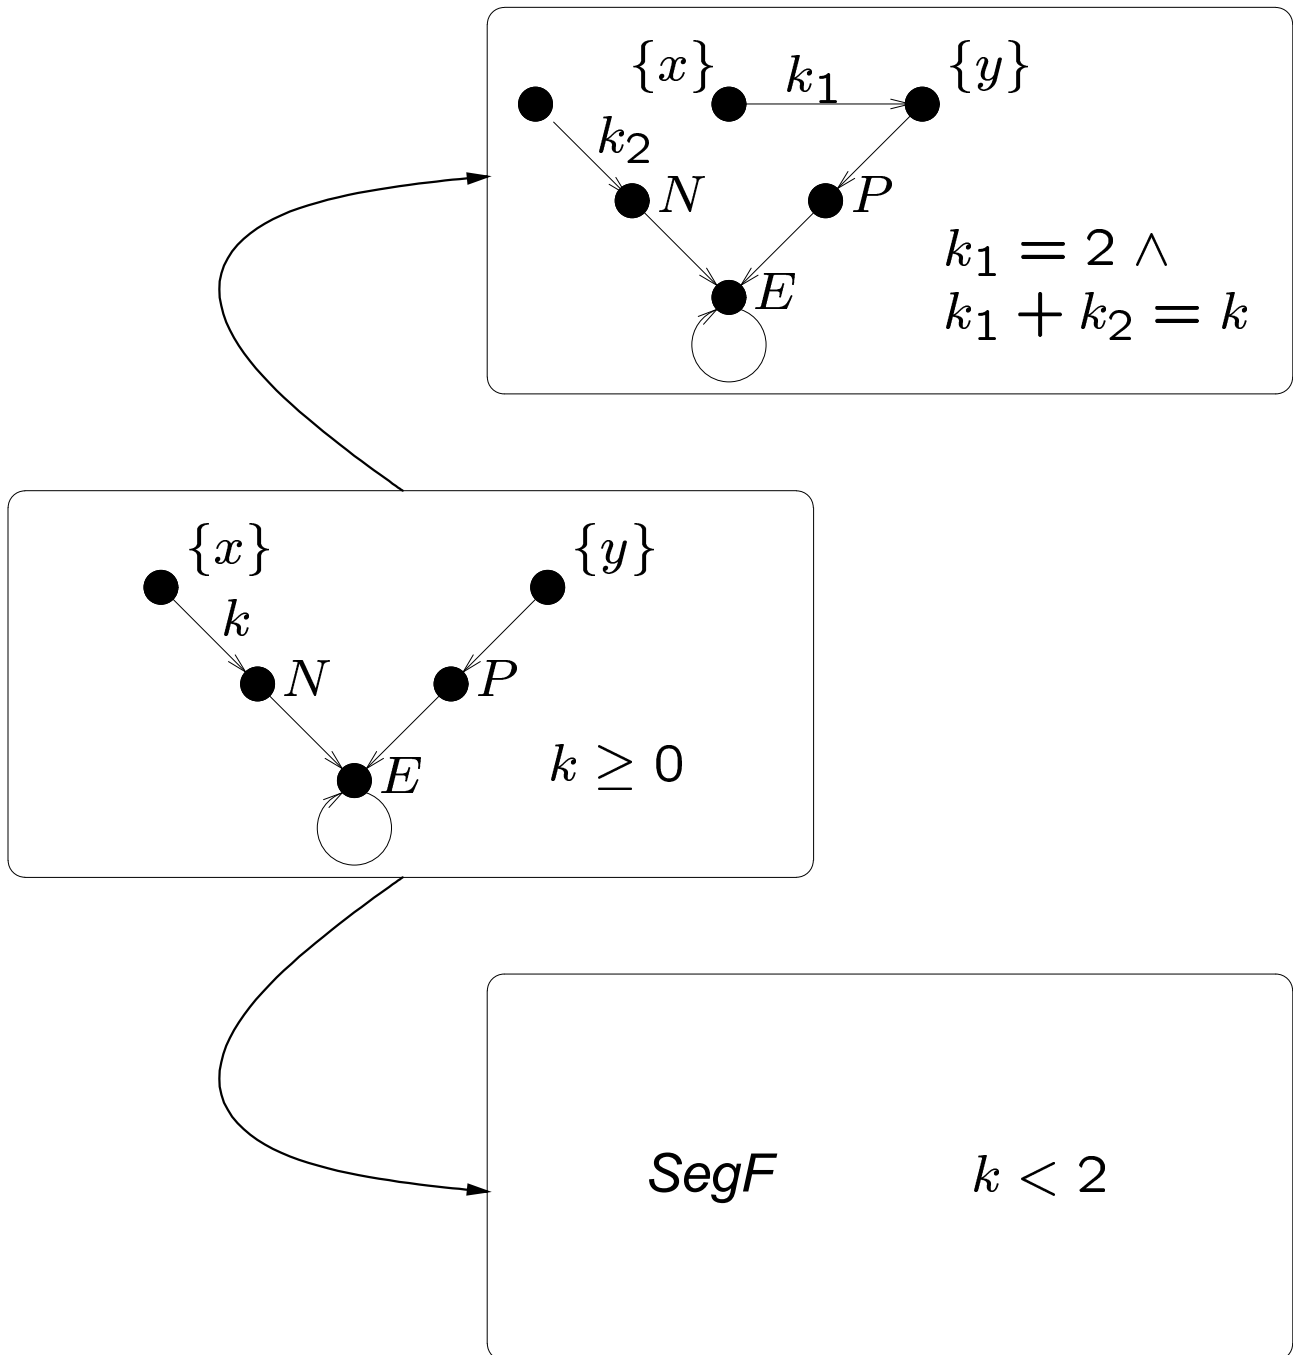 {x} k₁ {y}
k₂
N P
k₁ = 2 ∧
E
k₁ + k₂ = k
{x} {y}
k
N P
E k ≥ 0
SegF k < 2